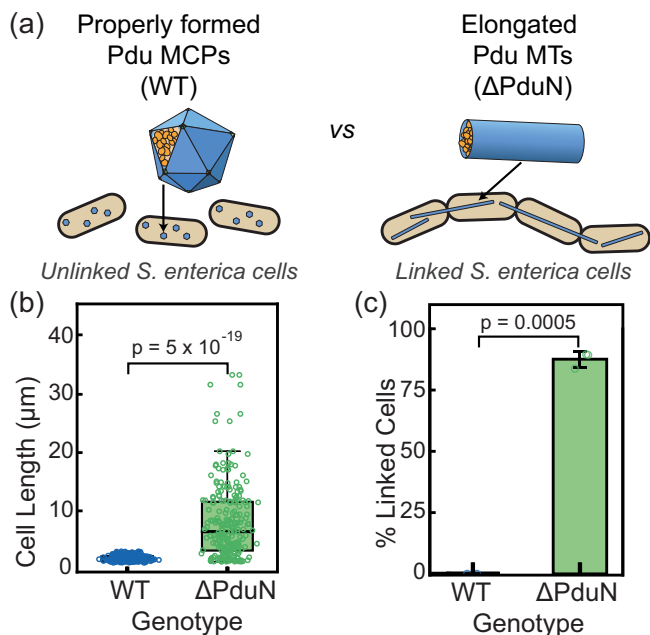 (a)
Properly formed
Pdu MCPs
(WT)
vs
Elongated
Pdu MTs
(ΔPduN)
Unlinked S. enterica cells
Linked S. enterica cells
(b)
Cell Length (μm)
40
30
20
10
0
p = 5 x 10⁻¹⁹
WT
ΔPduN
Genotype
(c)
% Linked Cells
100
75
50
25
0
p = 0.0005
WT
ΔPduN
Genotype